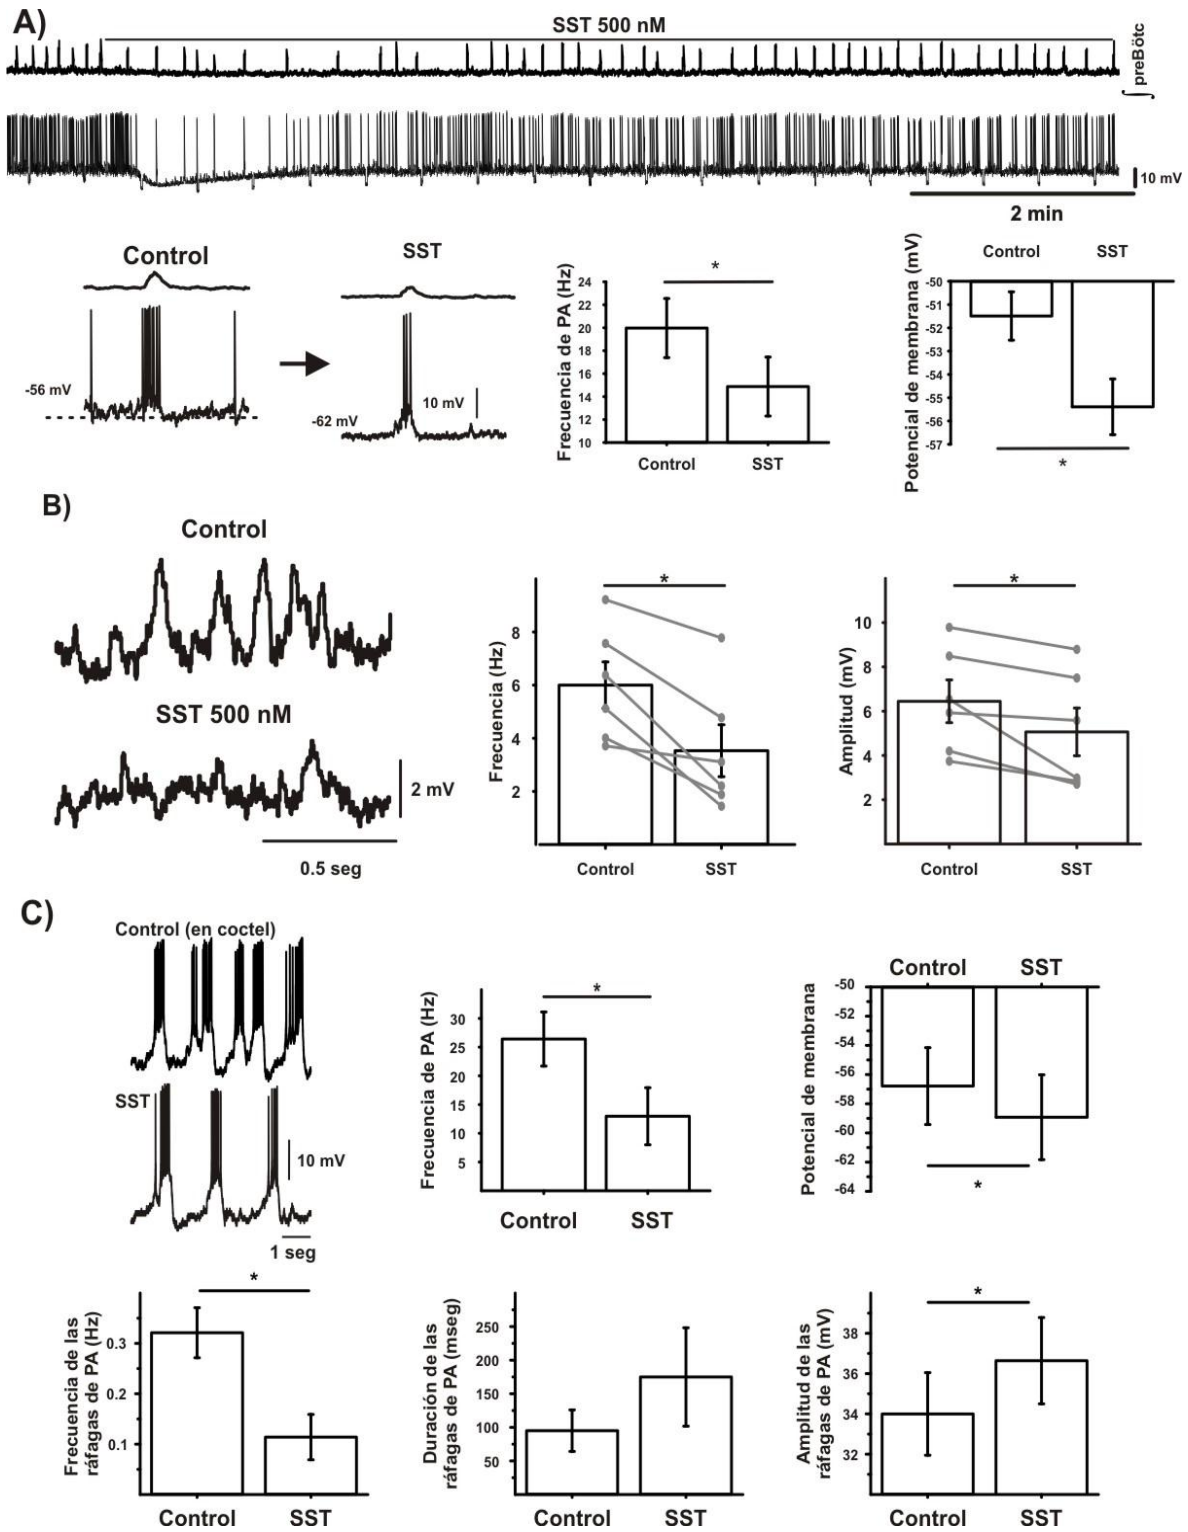 A)
SST 500 nM
∫preBötc
10 mV
2 min
Control
SST
-56 mV
-62 mV
10 mV
Frecuencia de PA (Hz)
24
22
20
18
16
14
12
10
Control
SST
*
Potencial de membrana (mV)
Control
SST
-50
-51
-52
-53
-54
-55
-56
-57
*
B)
Control
SST 500 nM
2 mV
0.5 seg
Frecuencia (Hz)
8
6
4
2
*
Control
SST
Amplitud (mV)
10
8
6
4
2
*
Control
SST
C)
Control (en coctel)
SST
10 mV
1 seg
Frecuencia de PA (Hz)
30
25
20
15
10
5
*
Control
SST
Potencial de membrana
Control
SST
-50
-52
-54
-56
-58
-60
-62
-64
*
Frecuencia de las
ráfagas de PA (Hz)
0.3
0.2
0.1
*
Control
SST
Duración de las
ráfagas de PA (mseg)
250
200
150
100
50
Control
SST
Amplitud de las
ráfagas de PA (mV)
38
36
34
32
*
Control
SST